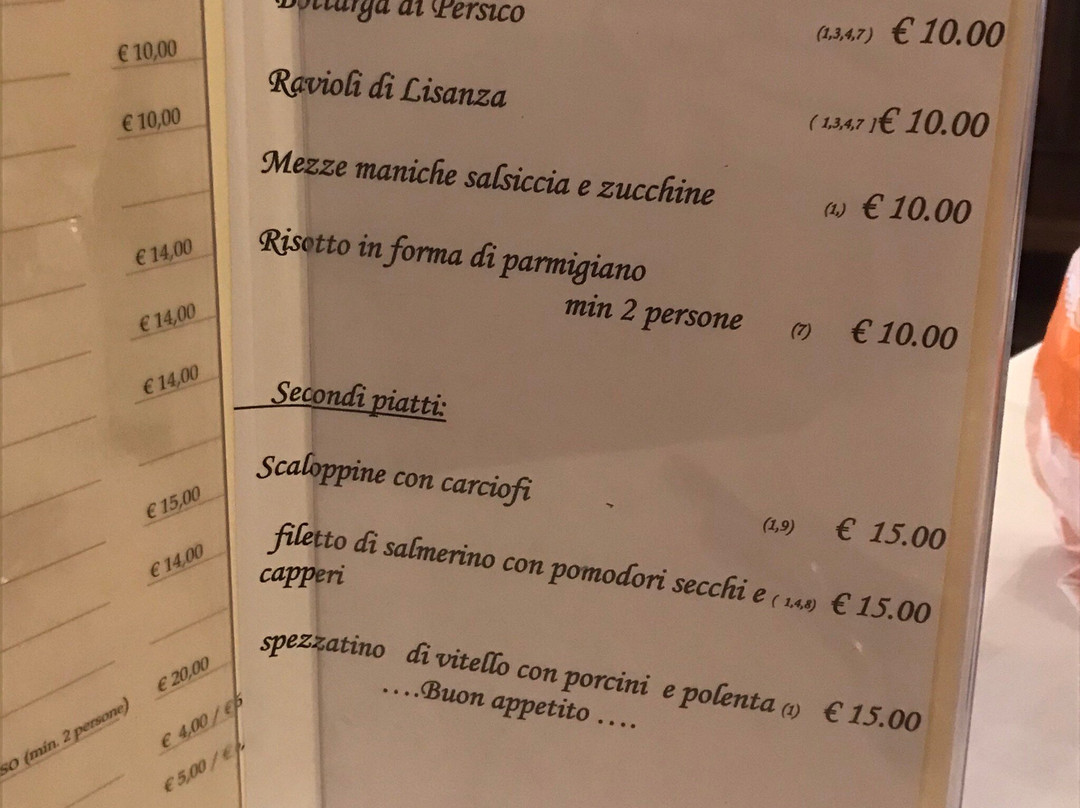 € 10,00
€ 10,00
€ 14,00
€ 14,00
€ 14,00
€ 15,00
€ 14,00
€ 20,00
so (min. 2 persone)
€ 4,00 / €
€ 5,00 / €
Bottarga di Persico (1,3,4,7) € 10.00
Ravioli di Lisanza ( 1,3,4,7 )€ 10.00
Mezze maniche salsiccia e zucchine (1,) € 10.00
Risotto in forma di parmigiano
min 2 persone (7) € 10.00
Secondi piatti:
Scaloppine con carciofi (1,9) € 15.00
filetto di salmerino con pomodori secchi e ( 1,4,8) € 15.00
capperi
spezzatino di vitello con porcini e polenta (1) € 15.00
....Buon appetito ....